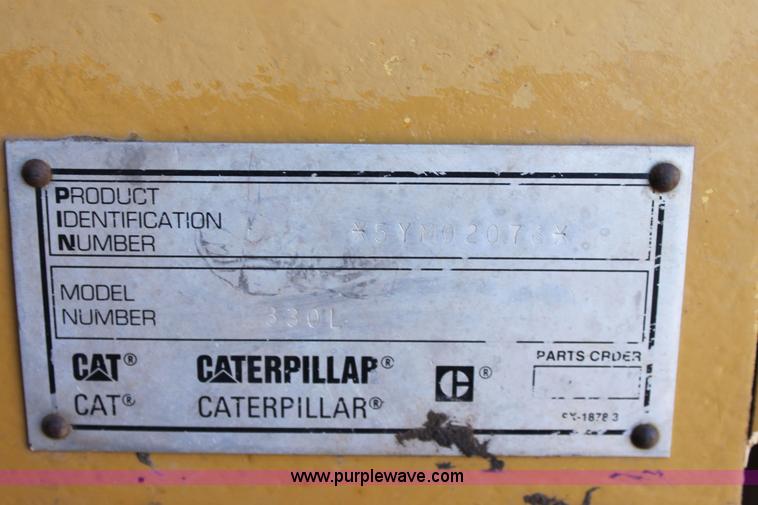 PRODUCT
IDENTIFICATION
NUMBER *5YM02073*
MODEL
NUMBER 330L
PARTS ORDER
CAT® CATERPILLAR® ®
CAT® CATERPILLAR®
www.purplewave.com